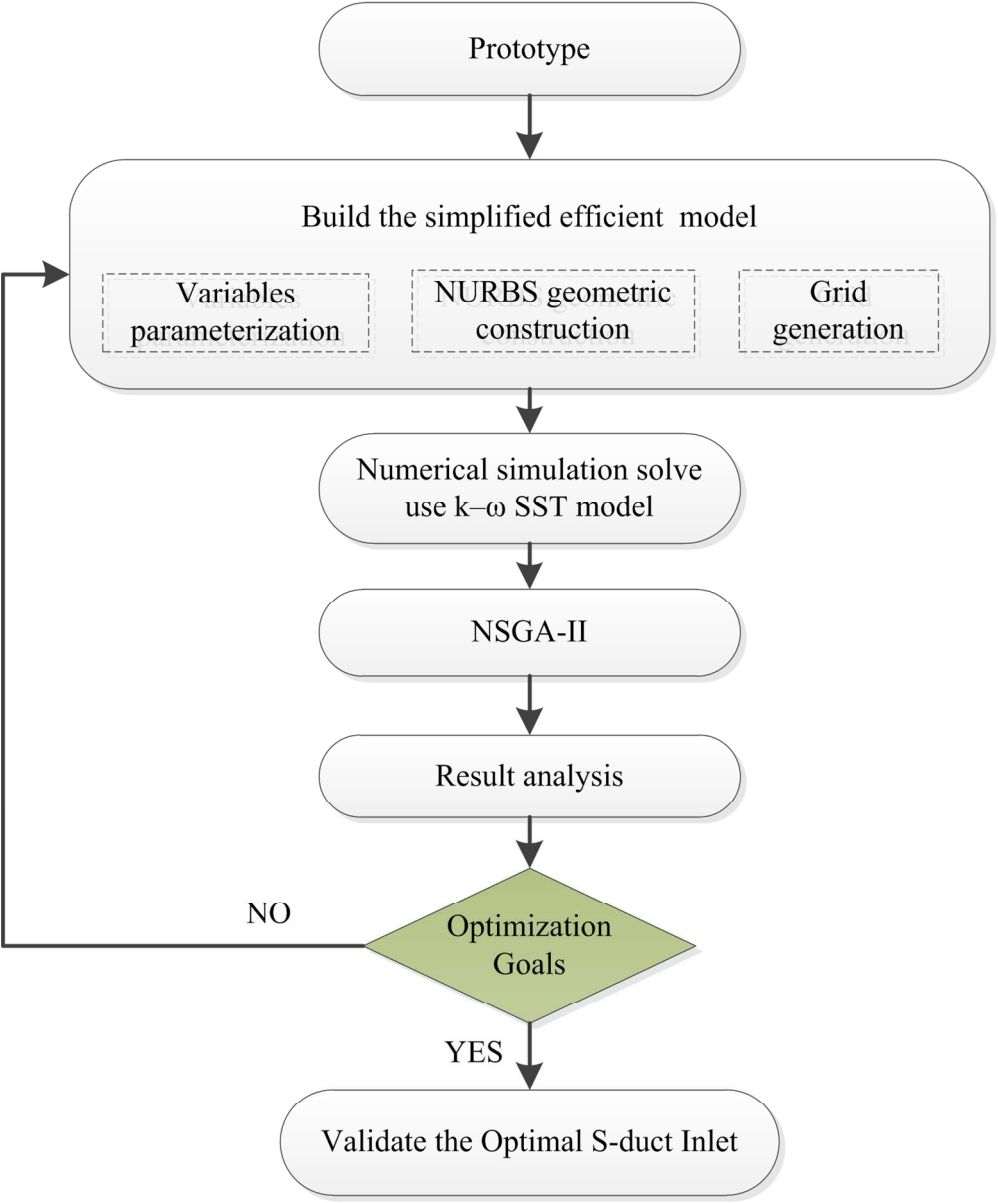 Prototype
Build the simplified efficient model
Variables
parameterization
NURBS geometric
construction
Grid
generation
Numerical simulation solve
use k–ω SST model
NSGA-II
Result analysis
Optimization
Goals
NO
YES
Validate the Optimal S-duct Inlet